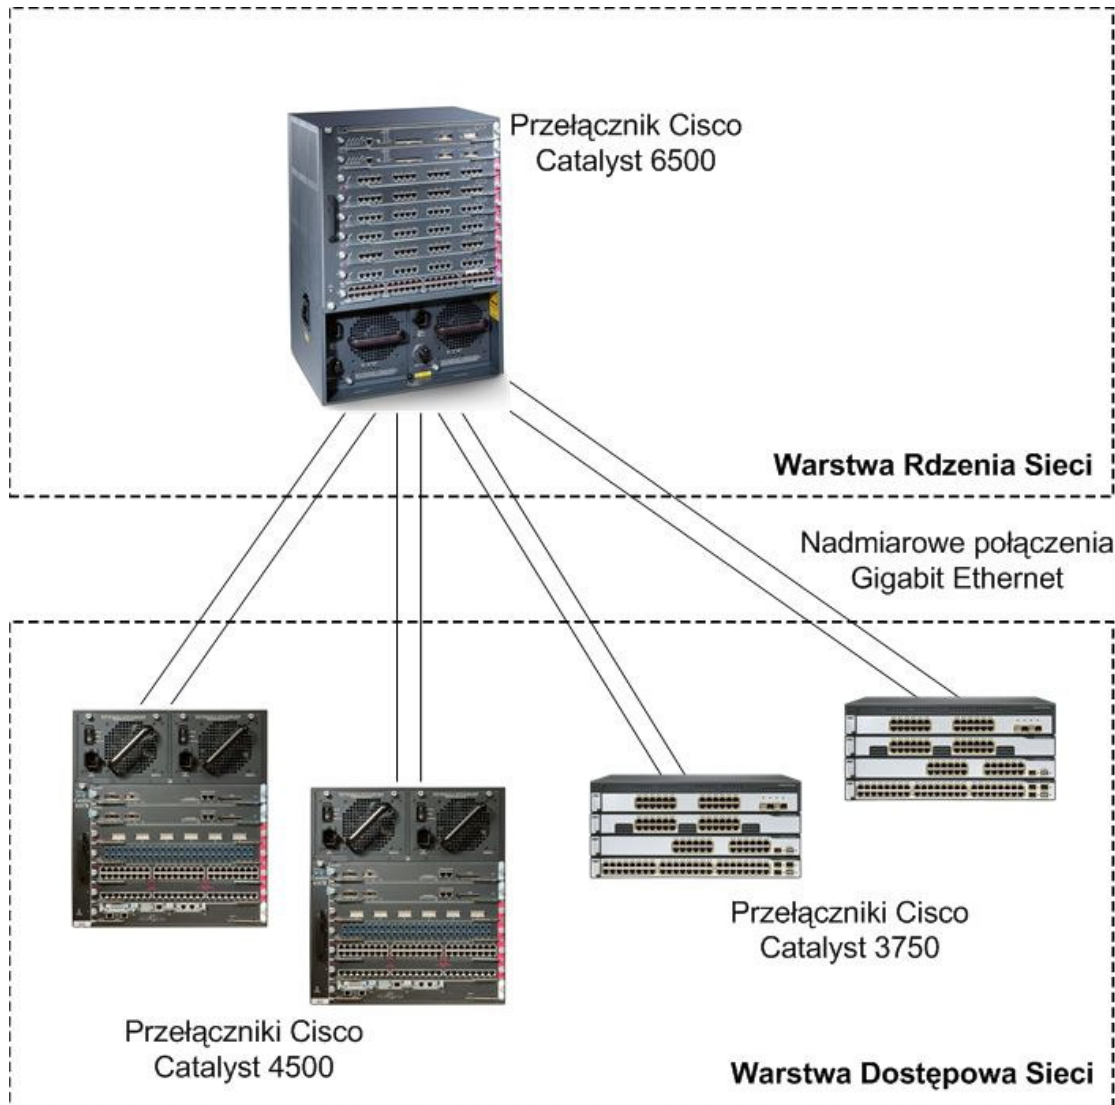 Przełącznik Cisco
Catalyst 6500
Warstwa Rdzenia Sieci
Nadmiarowe połączenia
Gigabit Ethernet
Przełączniki Cisco
Catalyst 3750
Przełączniki Cisco
Catalyst 4500
Warstwa Dostępowa Sieci